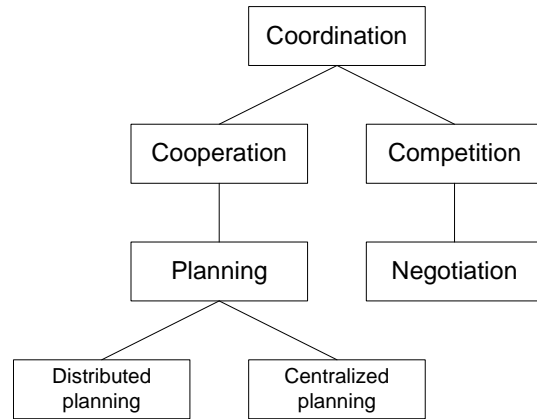 Coordination
Cooperation
Competition
Planning
Negotiation
Distributed
planning
Centralized
planning